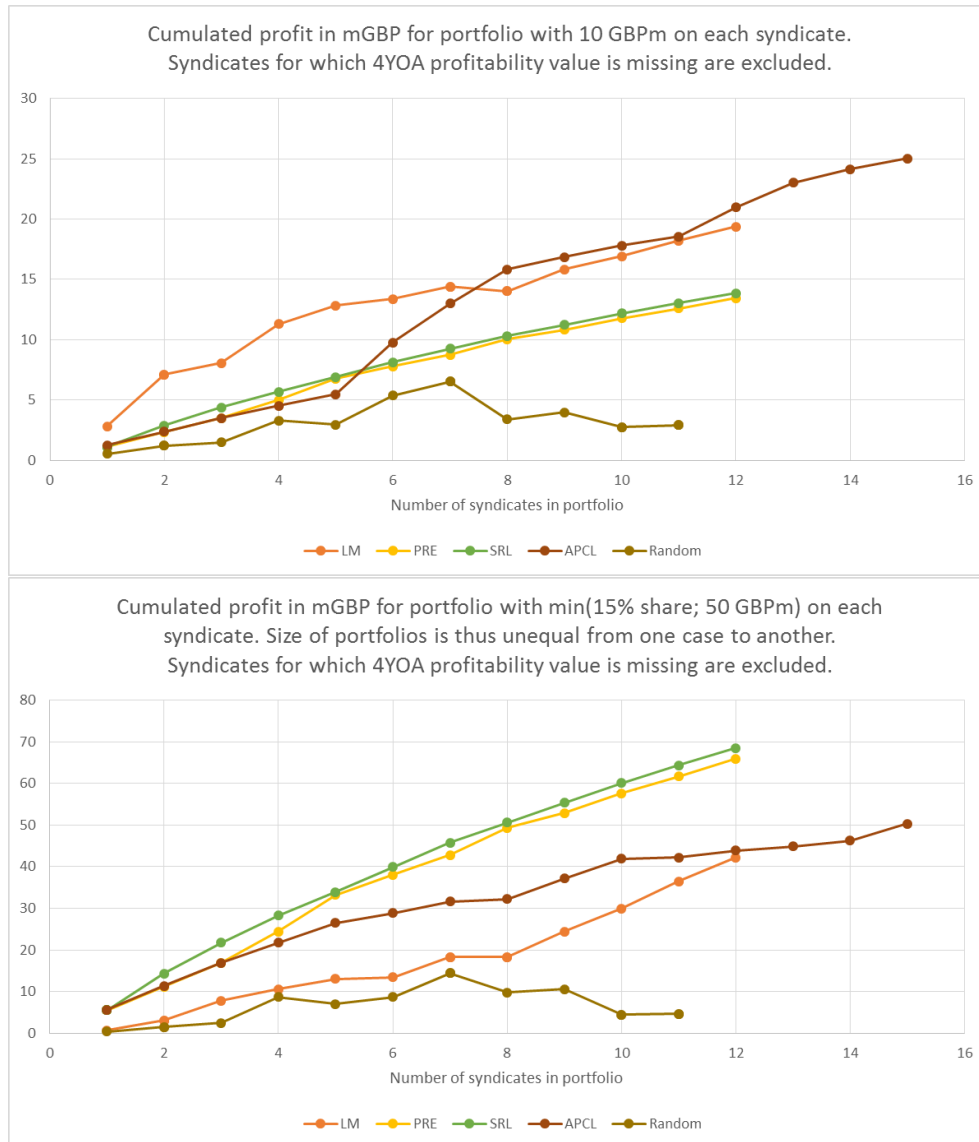 Cumulated profit in mGBP for portfolio with 10 GBPm on each syndicate.
Syndicates for which 4YOA profitability value is missing are excluded.
30
25
20
15
10
5
0
0 2 4 6 8 10 12 14 16
Number of syndicates in portfolio
LM PRE SRL APCL Random
Cumulated profit in mGBP for portfolio with min(15% share; 50 GBPm) on each
syndicate. Size of portfolios is thus unequal from one case to another.
Syndicates for which 4YOA profitability value is missing are excluded.
80
70
60
50
40
30
20
10
0
0 2 4 6 8 10 12 14 16
Number of syndicates in portfolio
LM PRE SRL APCL Random